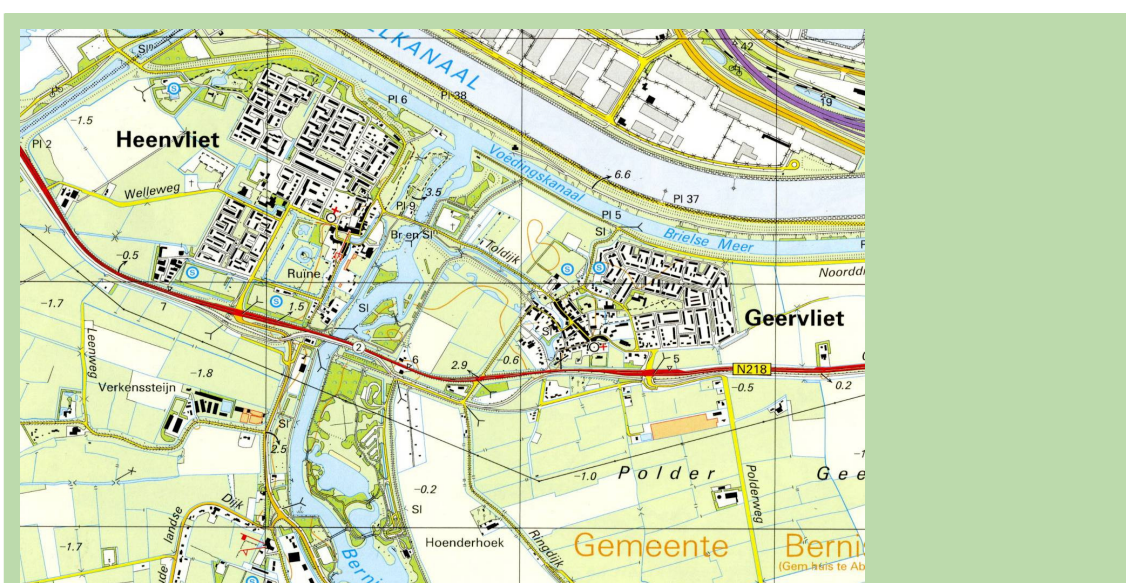 ELKANAAL
Sl
42
19
Pl 6
Pl 38
-1.5
Heenvliet
Pl 2
Voedingskanaal
6.6
Welleweg
3.5
Pl 37
Pl 9
Pl 5
Br en Sl
Sl
Brielse Meer
Toldijk
-0.5
Ruïne
Noordd
-1.7
7
1.5
Sl
Geervliet
Leenweg
2
6
2.9
-0.6
5
N218
-1.8
Verkenssteijn
-0.5
0.2
Sl
2.5
-1.0
Polder
Gee
-0.2
Polderweg
Dijk
landse
Sl
Hoenderhoek
Ringdijk
-1.7
Gemeente
Berni
(Gem huis te Ab
Berni